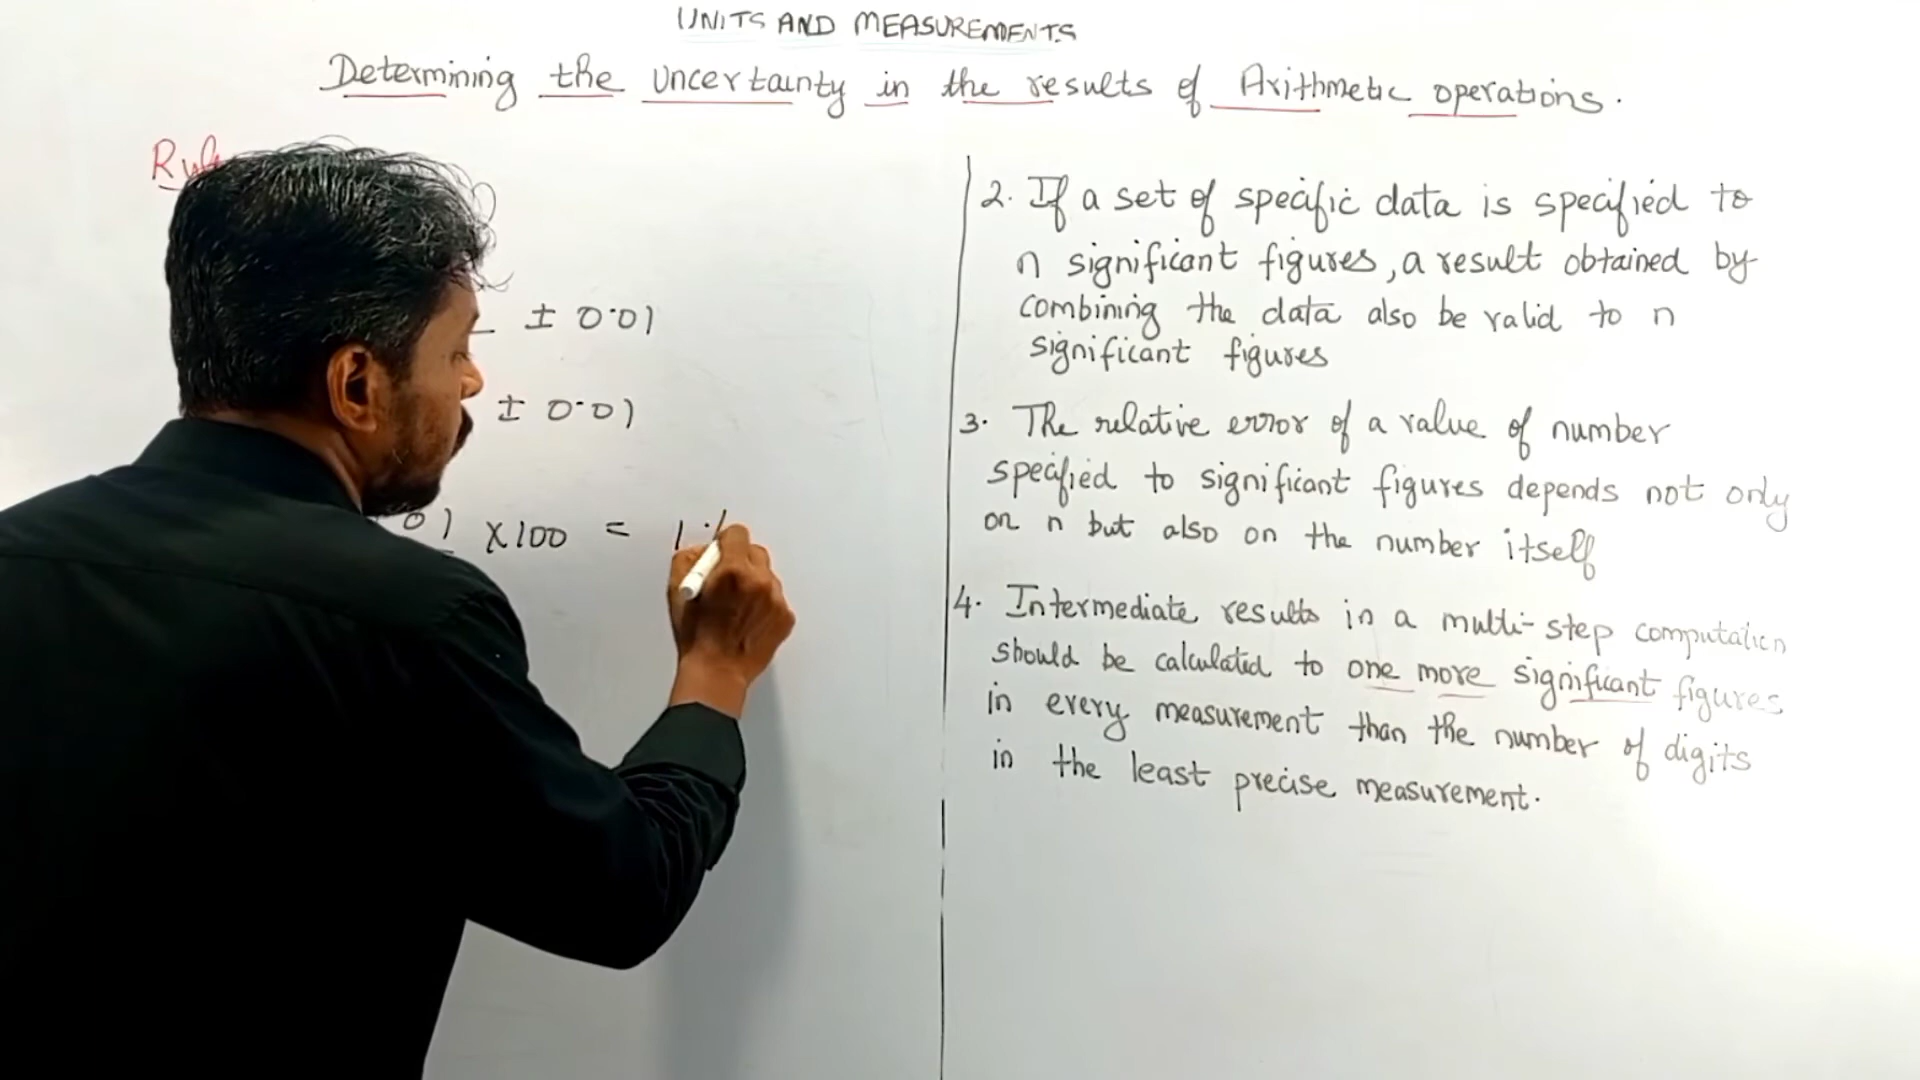 UNITS AND MEASUREMENTS
Determining the uncertainty in the results of Arithmetic operations.
± 0.01
± 0.01
01 × 100 = 1 %
2. If a set of specific data is specified to
n significant figures, a result obtained by
combining the data also be valid to n
significant figures
3. The relative error of a value of number
specified to significant figures depends not only
on n but also on the number itself
4. Intermediate results in a multi-step computation
should be calculated to one more significant figures
in every measurement than the number of digits
in the least precise measurement.